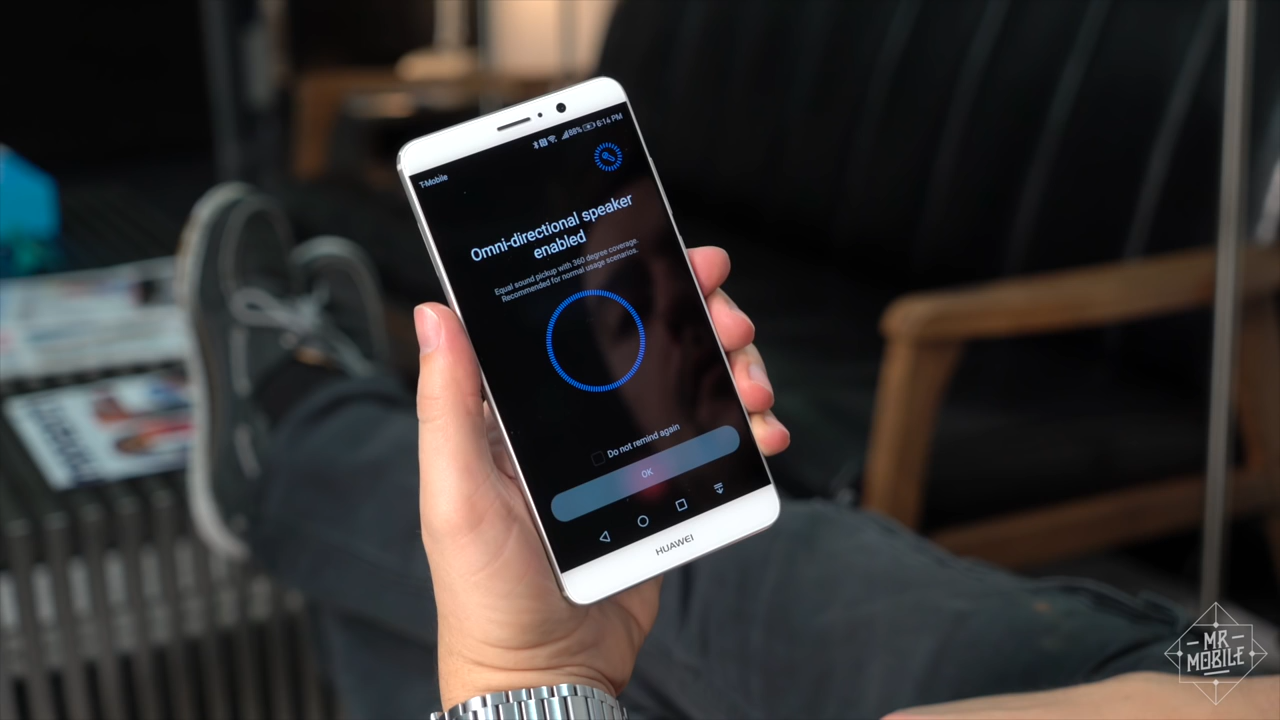 88% 6:14 PM
T-Mobile
Omni-directional speaker
enabled
Equal sound pickup with 360 degree coverage.
Recommended for normal usage scenarios.
Do not remind again
OK
HUAWEI
MR
MOBILE